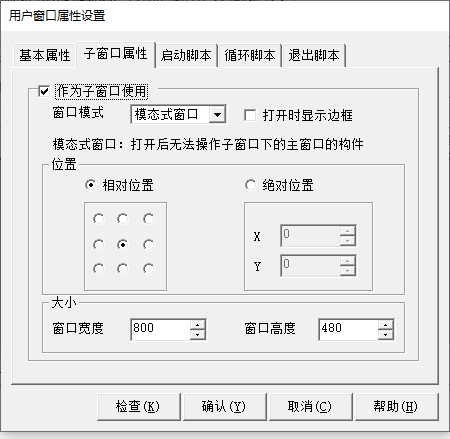 用户窗口属性设置
基本属性 子窗口属性 启动脚本 循环脚本 退出脚本
作为子窗口使用
窗口模式 模态式窗口 打开时显示边框
模态式窗口：打开后无法操作子窗口下的主窗口的构件
位置
相对位置 绝对位置
X 0
Y 0
大小
窗口宽度 800 窗口高度 480
检查(K) 确认(Y) 取消(C) 帮助(H)